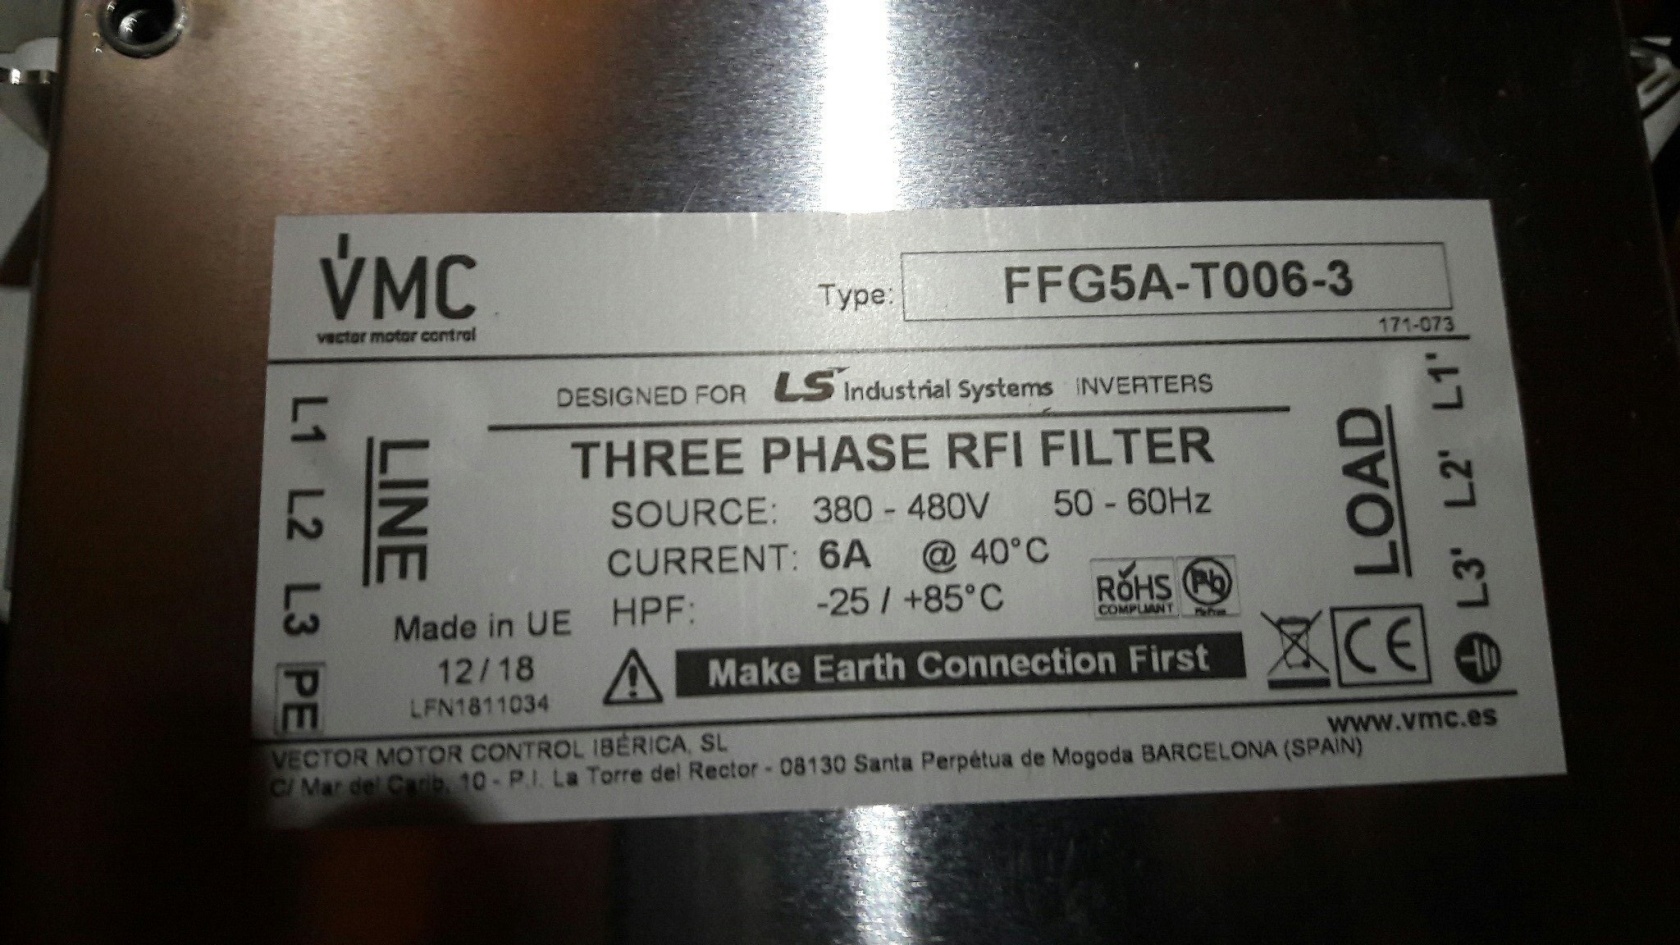 VMC
vector motor control
Type: FFG5A-T006-3
171-073
DESIGNED FOR LS Industrial Systems INVERTERS
THREE PHASE RFI FILTER
SOURCE: 380 - 480V 50 - 60Hz
CURRENT: 6A @ 40°C
HPF: -25 / +85°C
L1 L2 L3 PE
LINE
LOAD
L1' L2' L3'
Made in UE
12/18
LFN1811034
RoHS
COMPLIANT
Pb
Pb-Free
Make Earth Connection First
CE
www.vmc.es
VECTOR MOTOR CONTROL IBÉRICA, SL
C/ Mar del Carib, 10 - P.I. La Torre del Rector - 08130 Santa Perpétua de Mogoda BARCELONA (SPAIN)